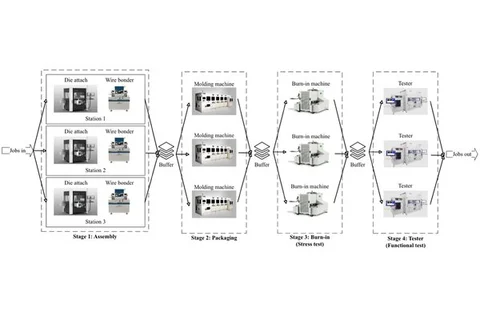 Die attach Wire bonder
Station 1
Die attach Wire bonder
Station 2
Die attach Wire bonder
Station 3
Stage 1: Assembly
Jobs in
Buffer
Molding machine
Molding machine
Molding machine
Stage 2: Packaging
Buffer
Burn-in machine
Burn-in machine
Burn-in machine
Stage 3: Burn-in
(Stress test)
Buffer
Tester
Tester
Tester
Stage 4: Tester
(Functional test)
Jobs out